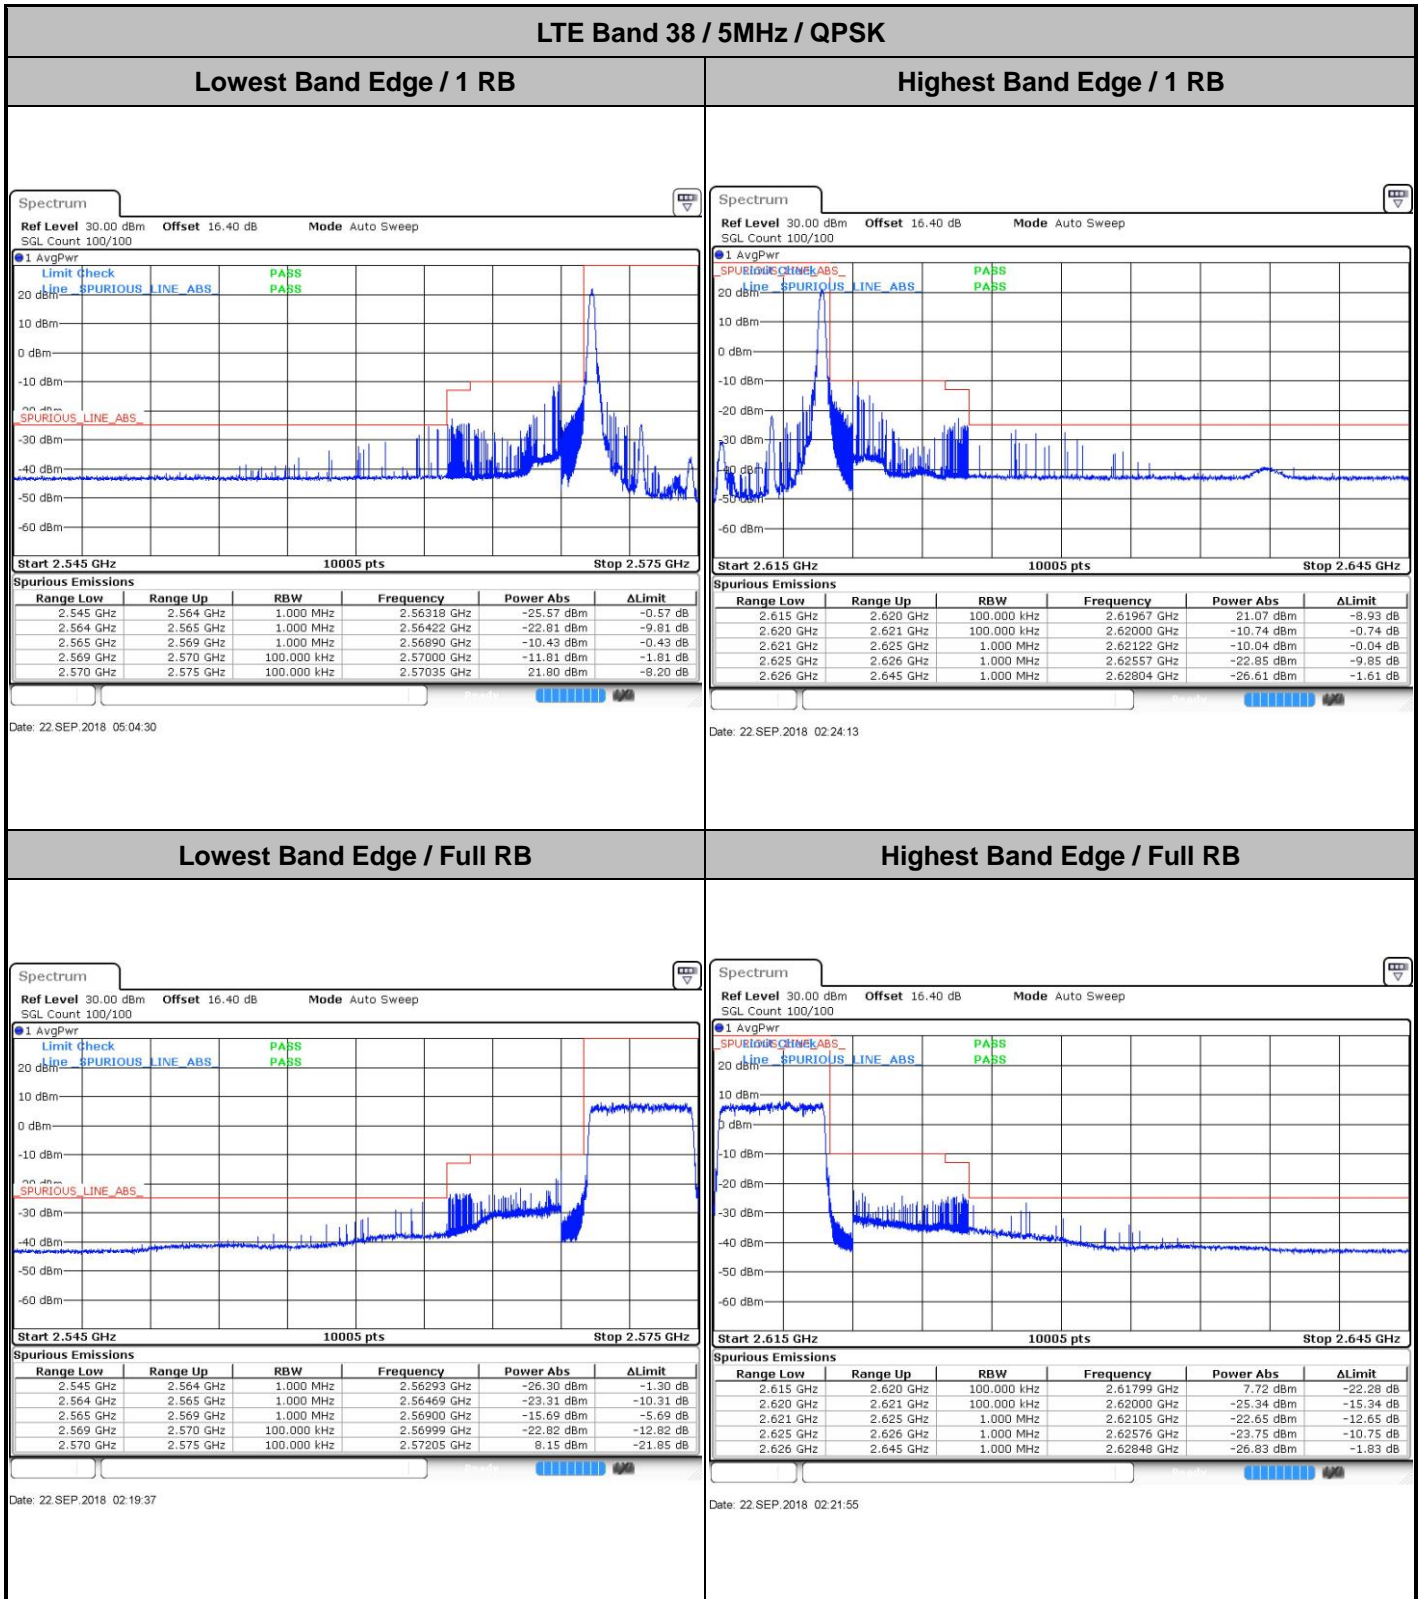 LTE Band 38 / 5MHz / QPSK
Lowest Band Edge / 1 RB
Highest Band Edge / 1 RB
Spectrum
Ref Level 30.00 dBm Offset 16.40 dB Mode Auto Sweep
SGL Count 100/100
1 AvgPwr
Limit Check PASS
Line _SPURIOUS_LINE_ABS_ PASS
20 dBm
10 dBm
0 dBm
-10 dBm
-20 dBm
_SPURIOUS_LINE_ABS_
-30 dBm
-40 dBm
-50 dBm
-60 dBm
Start 2.545 GHz 10005 pts Stop 2.575 GHz
Spurious Emissions
Range Low Range Up RBW Frequency Power Abs ΔLimit
2.545 GHz 2.564 GHz 1.000 MHz 2.56318 GHz -25.57 dBm -0.57 dB
2.564 GHz 2.565 GHz 1.000 MHz 2.56422 GHz -22.81 dBm -9.81 dB
2.565 GHz 2.569 GHz 1.000 MHz 2.56890 GHz -10.43 dBm -0.43 dB
2.569 GHz 2.570 GHz 100.000 kHz 2.57000 GHz -11.81 dBm -1.81 dB
2.570 GHz 2.575 GHz 100.000 kHz 2.57035 GHz 21.80 dBm -8.20 dB
Ready
Date: 22.SEP.2018 05:04:30
Spectrum
Ref Level 30.00 dBm Offset 16.40 dB Mode Auto Sweep
SGL Count 100/100
1 AvgPwr
_SPURIOUS_LINE_ABS_
Limit Check PASS
Line _SPURIOUS_LINE_ABS_ PASS
20 dBm
10 dBm
0 dBm
-10 dBm
-20 dBm
-30 dBm
-40 dBm
-50 dBm
-60 dBm
Start 2.615 GHz 10005 pts Stop 2.645 GHz
Spurious Emissions
Range Low Range Up RBW Frequency Power Abs ΔLimit
2.615 GHz 2.620 GHz 100.000 kHz 2.61967 GHz 21.07 dBm -8.93 dB
2.620 GHz 2.621 GHz 100.000 kHz 2.62000 GHz -10.74 dBm -0.74 dB
2.621 GHz 2.625 GHz 1.000 MHz 2.62122 GHz -10.04 dBm -0.04 dB
2.625 GHz 2.626 GHz 1.000 MHz 2.62557 GHz -22.85 dBm -9.85 dB
2.626 GHz 2.645 GHz 1.000 MHz 2.62804 GHz -26.61 dBm -1.61 dB
Ready
Date: 22.SEP.2018 02:24:13
Lowest Band Edge / Full RB
Highest Band Edge / Full RB
Spectrum
Ref Level 30.00 dBm Offset 16.40 dB Mode Auto Sweep
SGL Count 100/100
1 AvgPwr
Limit Check PASS
Line _SPURIOUS_LINE_ABS_ PASS
20 dBm
10 dBm
0 dBm
-10 dBm
-20 dBm
_SPURIOUS_LINE_ABS_
-30 dBm
-40 dBm
-50 dBm
-60 dBm
Start 2.545 GHz 10005 pts Stop 2.575 GHz
Spurious Emissions
Range Low Range Up RBW Frequency Power Abs ΔLimit
2.545 GHz 2.564 GHz 1.000 MHz 2.56293 GHz -26.30 dBm -1.30 dB
2.564 GHz 2.565 GHz 1.000 MHz 2.56469 GHz -23.31 dBm -10.31 dB
2.565 GHz 2.569 GHz 1.000 MHz 2.56900 GHz -15.69 dBm -5.69 dB
2.569 GHz 2.570 GHz 100.000 kHz 2.56999 GHz -22.82 dBm -12.82 dB
2.570 GHz 2.575 GHz 100.000 kHz 2.57205 GHz 8.15 dBm -21.85 dB
Ready
Date: 22.SEP.2018 02:19:37
Spectrum
Ref Level 30.00 dBm Offset 16.40 dB Mode Auto Sweep
SGL Count 100/100
1 AvgPwr
_SPURIOUS_LINE_ABS_
Limit Check PASS
Line _SPURIOUS_LINE_ABS_ PASS
20 dBm
10 dBm
0 dBm
-10 dBm
-20 dBm
-30 dBm
-40 dBm
-50 dBm
-60 dBm
Start 2.615 GHz 10005 pts Stop 2.645 GHz
Spurious Emissions
Range Low Range Up RBW Frequency Power Abs ΔLimit
2.615 GHz 2.620 GHz 100.000 kHz 2.61799 GHz 7.72 dBm -22.28 dB
2.620 GHz 2.621 GHz 100.000 kHz 2.62000 GHz -25.34 dBm -15.34 dB
2.621 GHz 2.625 GHz 1.000 MHz 2.62105 GHz -22.65 dBm -12.65 dB
2.625 GHz 2.626 GHz 1.000 MHz 2.62576 GHz -23.75 dBm -10.75 dB
2.626 GHz 2.645 GHz 1.000 MHz 2.62848 GHz -26.83 dBm -1.83 dB
Ready
Date: 22.SEP.2018 02:21:55